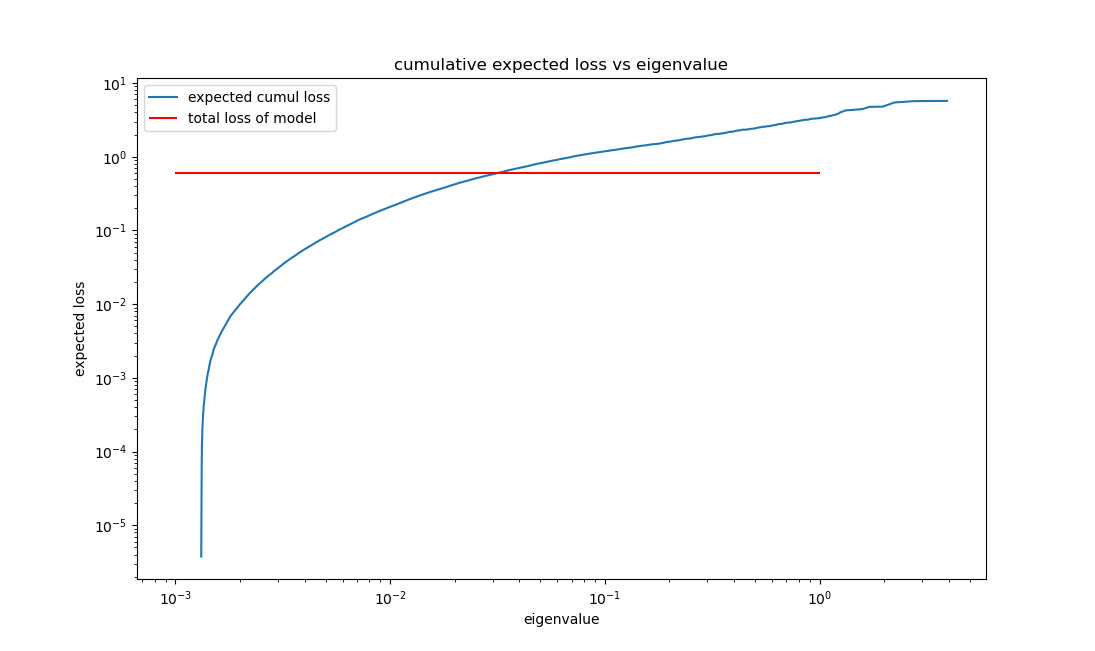 cumulative expected loss vs eigenvalue
expected cumul loss
total loss of model
10^1
10^0
10^-1
10^-2
10^-3
10^-4
10^-5
expected loss
10^-3
10^-2
10^-1
10^0
eigenvalue